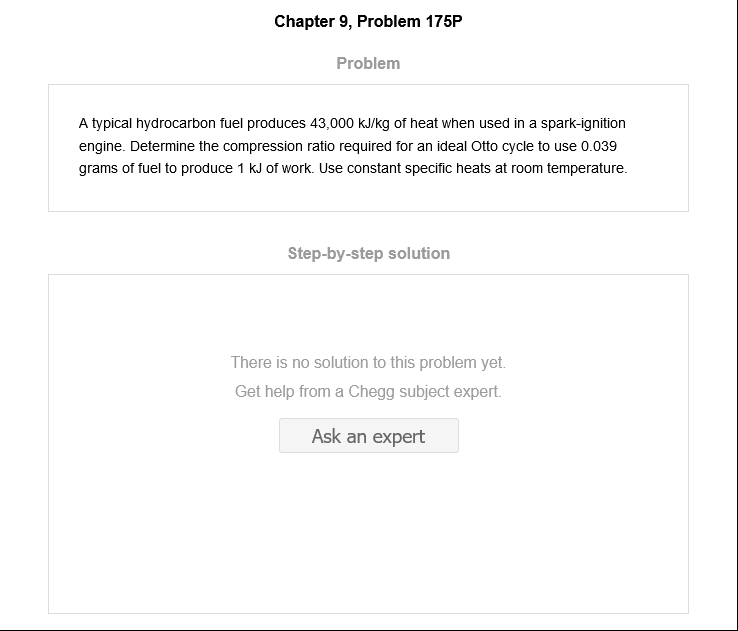 Chapter 9, Problem 175P
Problem
A typical hydrocarbon fuel produces 43,000 kJ/kg of heat when used in a spark-ignition
engine. Determine the compression ratio required for an ideal Otto cycle to use 0.039
grams of fuel to produce 1 kJ of work. Use constant specific heats at room temperature.
Step-by-step solution
There is no solution to this problem yet.
Get help from a Chegg subject expert.
Ask an expert